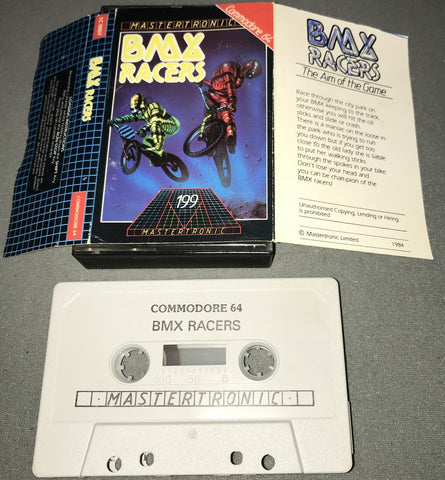 1C 0022
BMX RACERS
COMMODORE 64
MASTERTRONIC
Commodore 64
BMX
RACERS
199
MASTERTRONIC
BMX
RACERS
The Aim of the Game
Race through the city park on
your BMX keeping to the track,
otherwise you will hit the oil
sticks and slide or crash.
There is a maniac on the loose in
the park who is trying to run
you down but if you get too
close to the old lady she is liable
to put her walking sticks
through the spokes in your bike.
Don't lose your head and
you can be champion of the
BMX racers!
Unauthorised Copying, Lending or Hiring
is prohibited
© Mastertronic Limited
1984
COMMODORE 64
BMX RACERS
100 50 0
MASTERTRONIC